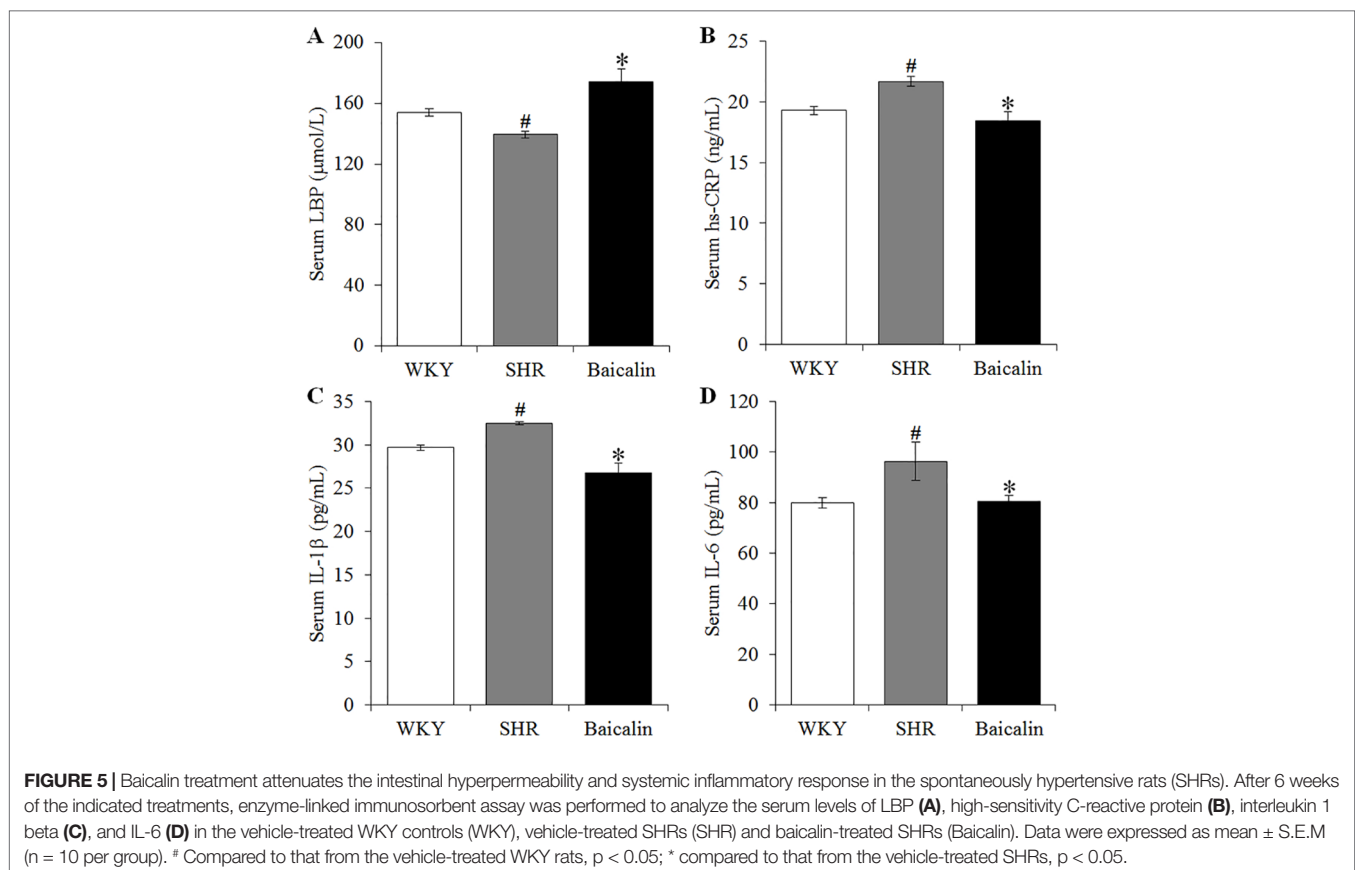 A
200
160
120
80
40
0
Serum LBP (μmol/L)
#
*
WKY SHR Baicalin
B
25
20
15
10
5
0
Serum hs-CRP (ng/mL)
#
*
WKY SHR Baicalin
C
35
30
25
20
15
10
5
0
Serum IL-1β (pg/mL)
#
*
WKY SHR Baicalin
D
120
100
80
60
40
20
0
Serum IL-6 (pg/mL)
#
*
WKY SHR Baicalin
FIGURE 5 | Baicalin treatment attenuates the intestinal hyperpermeability and systemic inflammatory response in the spontaneously hypertensive rats (SHRs). After 6 weeks
of the indicated treatments, enzyme-linked immunosorbent assay was performed to analyze the serum levels of LBP (A), high-sensitivity C-reactive protein (B), interleukin 1
beta (C), and IL-6 (D) in the vehicle-treated WKY controls (WKY), vehicle-treated SHRs (SHR) and baicalin-treated SHRs (Baicalin). Data were expressed as mean ± S.E.M
(n = 10 per group). # Compared to that from the vehicle-treated WKY rats, p < 0.05; * compared to that from the vehicle-treated SHRs, p < 0.05.